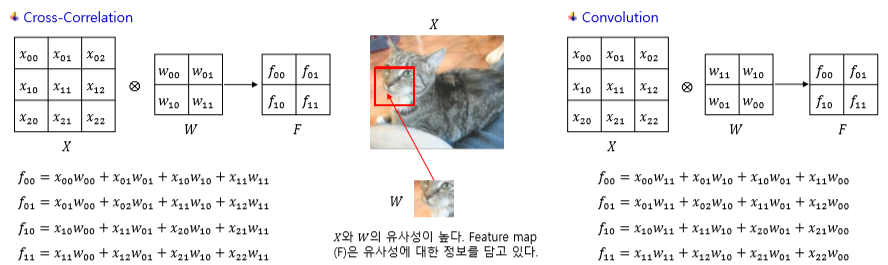 Cross-Correlation
x₀₀ x₀₁ x₀₂
x₁₀ x₁₁ x₁₂
x₂₀ x₂₁ x₂₂
X
⊗
w₀₀ w₀₁
w₁₀ w₁₁
W
f₀₀ f₀₁
f₁₀ f₁₁
F
f₀₀ = x₀₀w₀₀ + x₀₁w₀₁ + x₁₀w₁₀ + x₁₁w₁₁
f₀₁ = x₀₁w₀₀ + x₀₂w₀₁ + x₁₁w₁₀ + x₁₂w₁₁
f₁₀ = x₁₀w₀₀ + x₁₁w₀₁ + x₂₀w₁₀ + x₂₁w₁₁
f₁₁ = x₁₁w₀₀ + x₁₂w₀₁ + x₂₁w₁₀ + x₂₂w₁₁
X
W
X와 W의 유사성이 높다. Feature map
(F)은 유사성에 대한 정보를 담고 있다.
Convolution
x₀₀ x₀₁ x₀₂
x₁₀ x₁₁ x₁₂
x₂₀ x₂₁ x₂₂
X
⊗
w₁₁ w₁₀
w₀₁ w₀₀
W
f₀₀ f₀₁
f₁₀ f₁₁
F
f₀₀ = x₀₀w₁₁ + x₀₁w₁₀ + x₁₀w₀₁ + x₁₁w₀₀
f₀₁ = x₀₁w₁₁ + x₀₂w₁₀ + x₁₁w₀₁ + x₁₂w₀₀
f₁₀ = x₁₀w₁₁ + x₁₁w₁₀ + x₂₀w₀₁ + x₂₁w₀₀
f₁₁ = x₁₁w₁₁ + x₁₂w₁₀ + x₂₁w₀₁ + x₂₂w₀₀